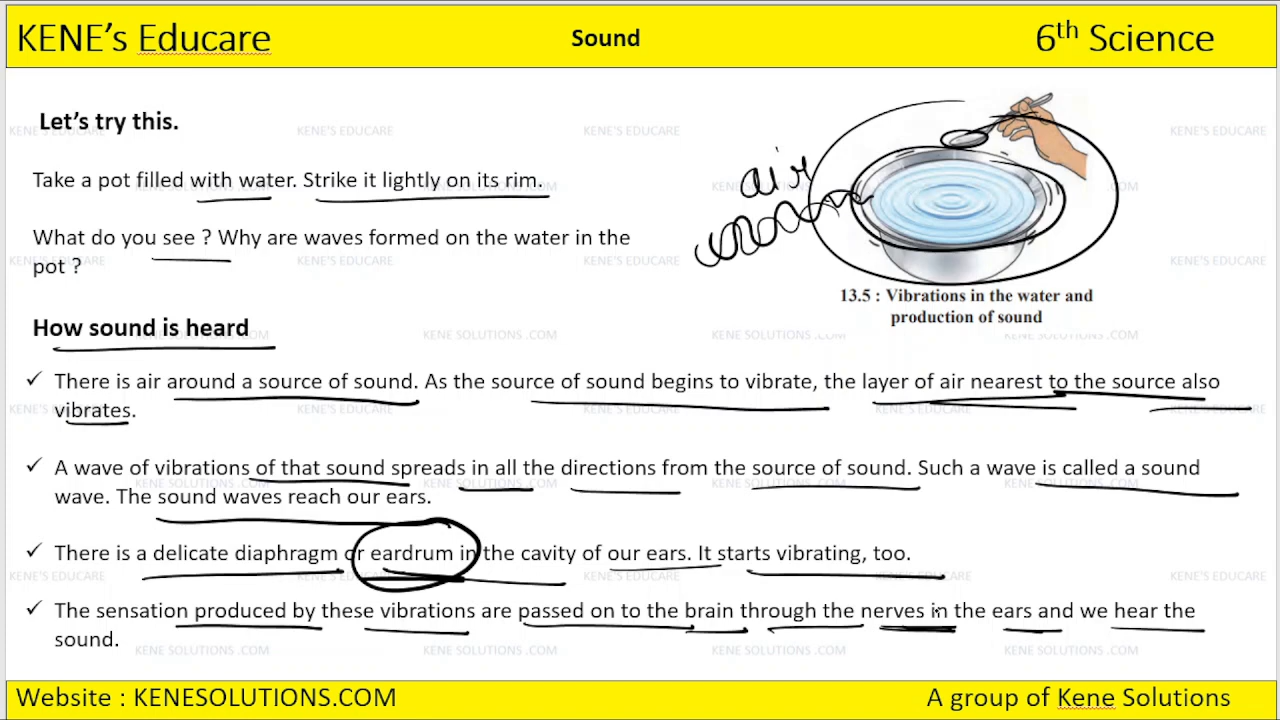 KENE's Educare
Sound
6th Science
Let's try this.
Take a pot filled with water. Strike it lightly on its rim.
What do you see ? Why are waves formed on the water in the
pot ?
air
13.5 : Vibrations in the water and
production of sound
How sound is heard
✓ There is air around a source of sound. As the source of sound begins to vibrate, the layer of air nearest to the source also
vibrates.
✓ A wave of vibrations of that sound spreads in all the directions from the source of sound. Such a wave is called a sound
wave. The sound waves reach our ears.
✓ There is a delicate diaphragm or eardrum in the cavity of our ears. It starts vibrating, too.
✓ The sensation produced by these vibrations are passed on to the brain through the nerves in the ears and we hear the
sound.
Website : KENESOLUTIONS.COM
A group of Kene Solutions